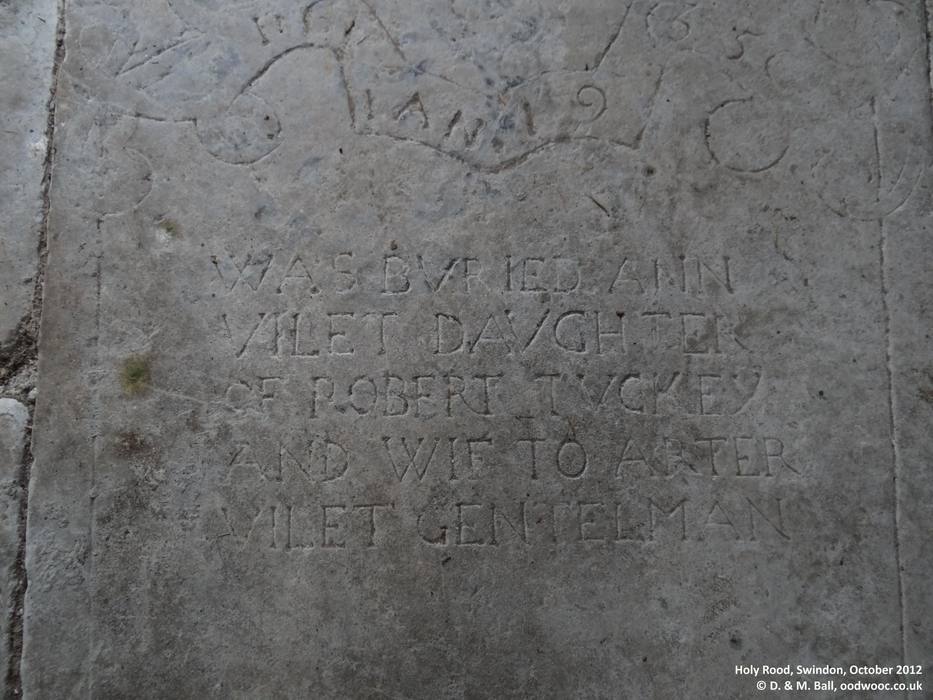 IAN 19
WAS BVRIED ANN
VILET DAVGHTER
OF ROBERT TVCKEY
AND WIF TO ARTER
VILET GENTELMAN
Holy Rood, Swindon, October 2012
© D. & M. Ball, oodwooc.co.uk